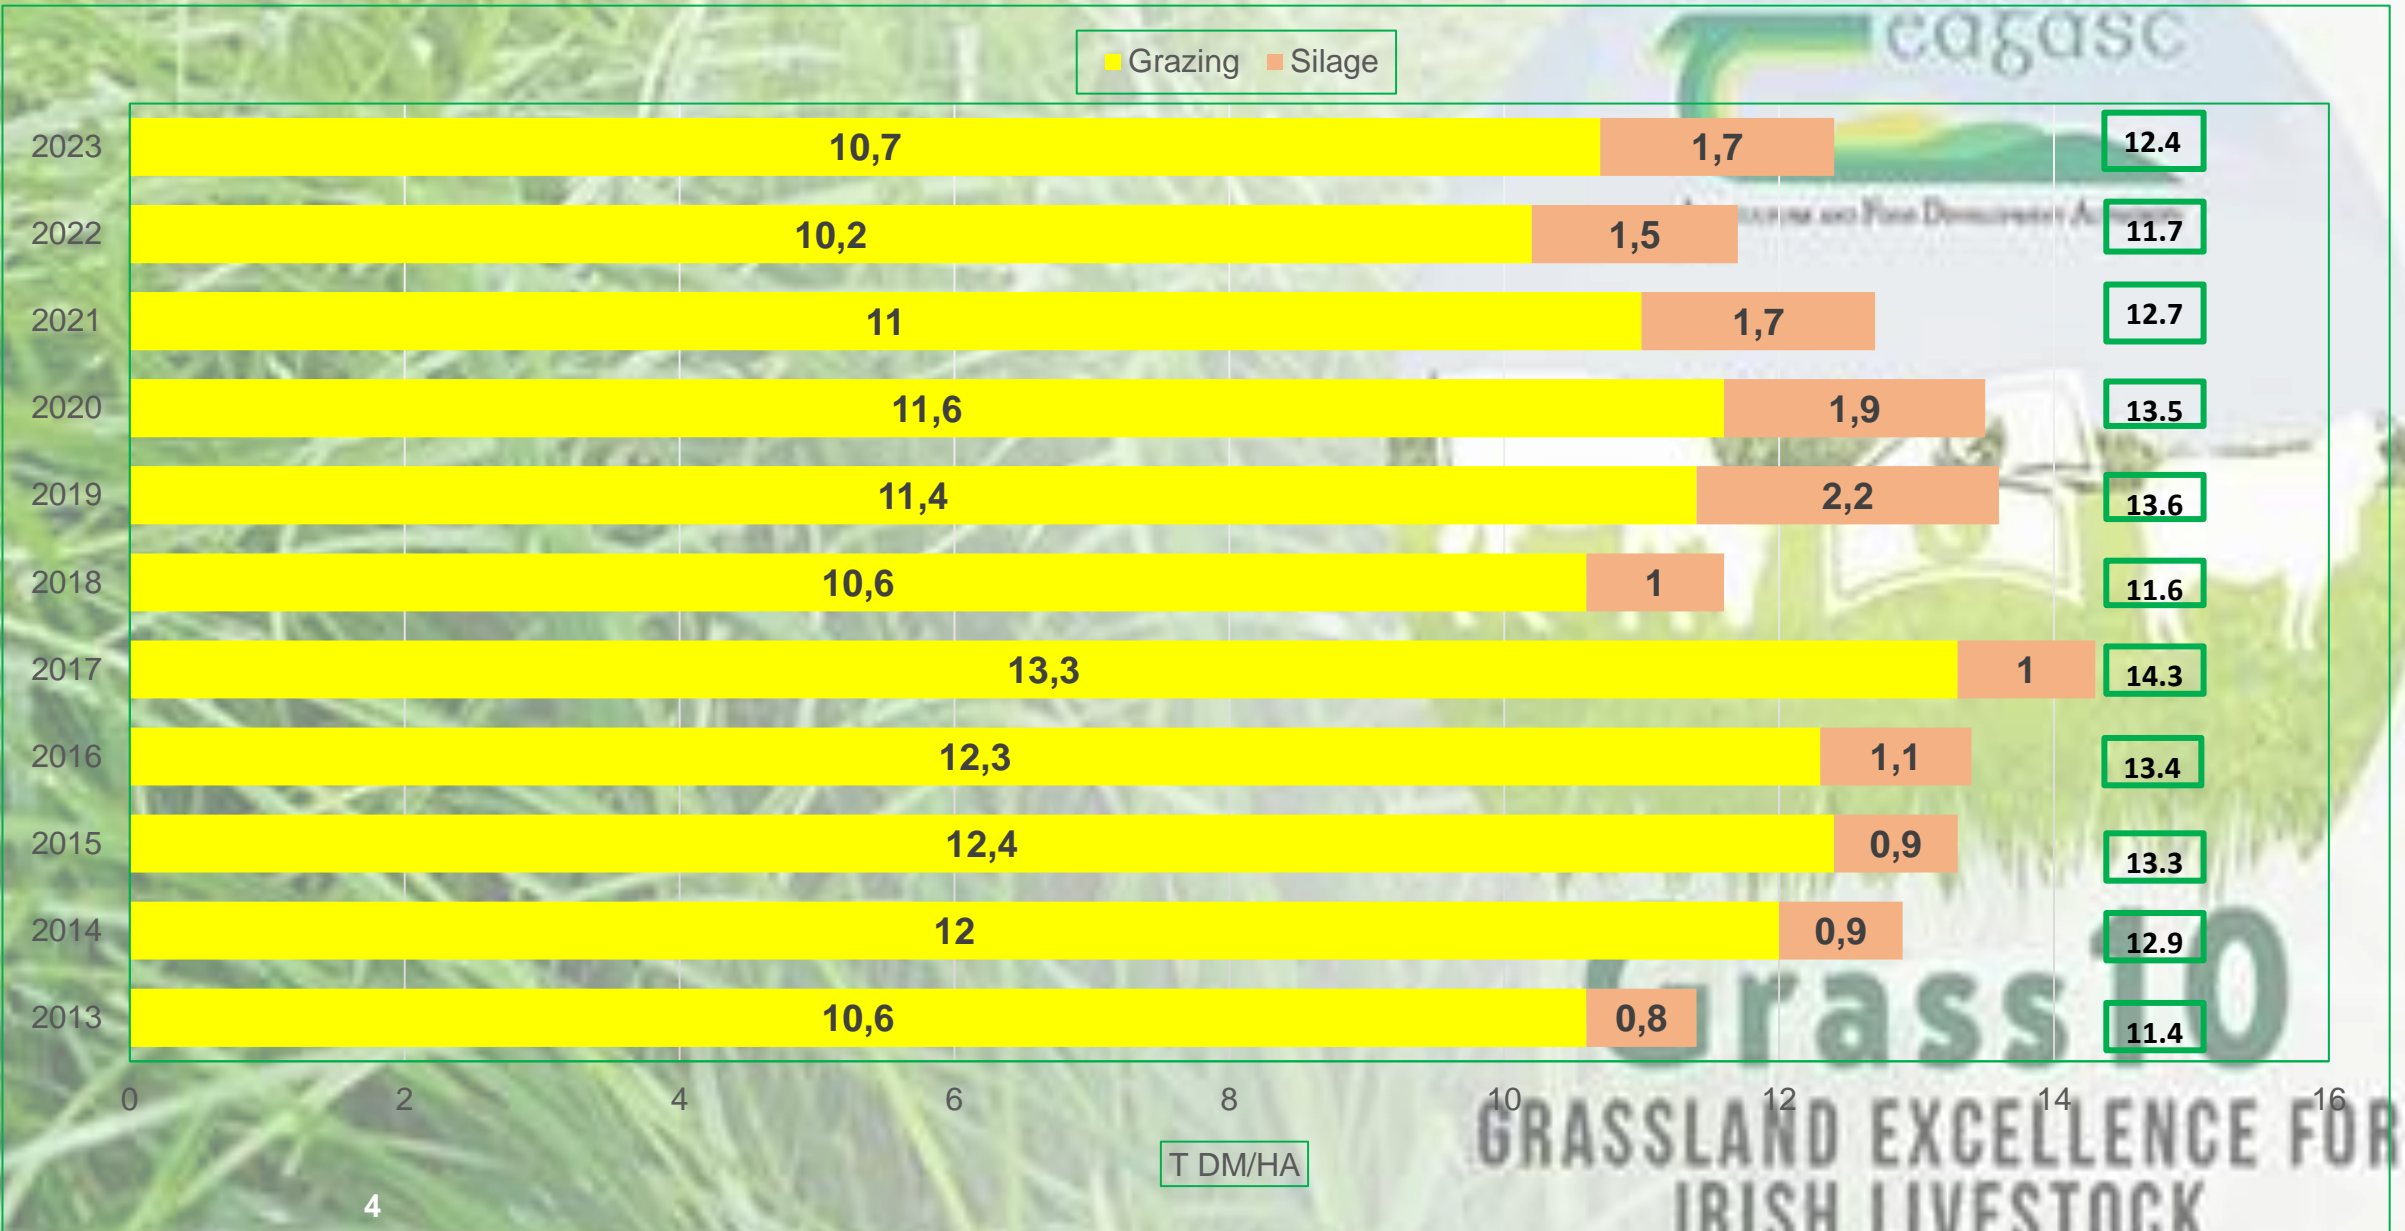 eagasc
Grazing Silage
2023 10,7 1,7 12.4
AND FOOD DEVELOPMENT
2022 10,2 1,5 11.7
2021 11 1,7 12.7
2020 11,6 1,9 13.5
2019 11,4 2,2 13.6
2018 10,6 1 11.6
2017 13,3 1 14.3
2016 12,3 1,1 13.4
2015 12,4 0,9 13.3
2014 12 0,9 12.9
Grass10
2013 10,6 0,8 11.4
0 2 4 6 8 10 12 14 16
GRASSLAND EXCELLENCE FOR
T DM/HA
IRISH LIVESTOCK
4